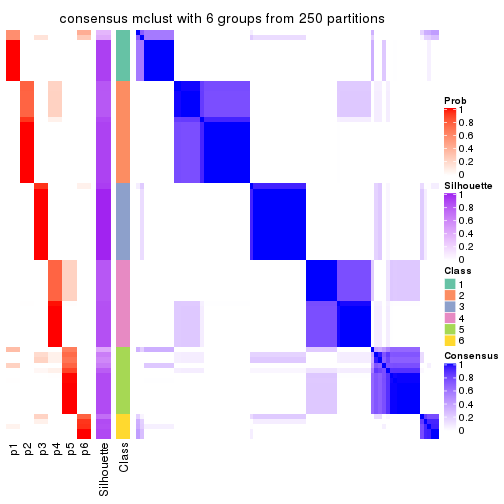 consensus mclust with 6 groups from 250 partitions
Prob
1
0.8
0.6
0.4
0.2
0
Silhouette
1
0.8
0.6
0.4
0.2
0
Class
1
2
3
4
5
6
Consensus
1
0.8
0.6
0.4
0.2
0
p1
p2
p3
p4
p5
p6
Silhouette
Class